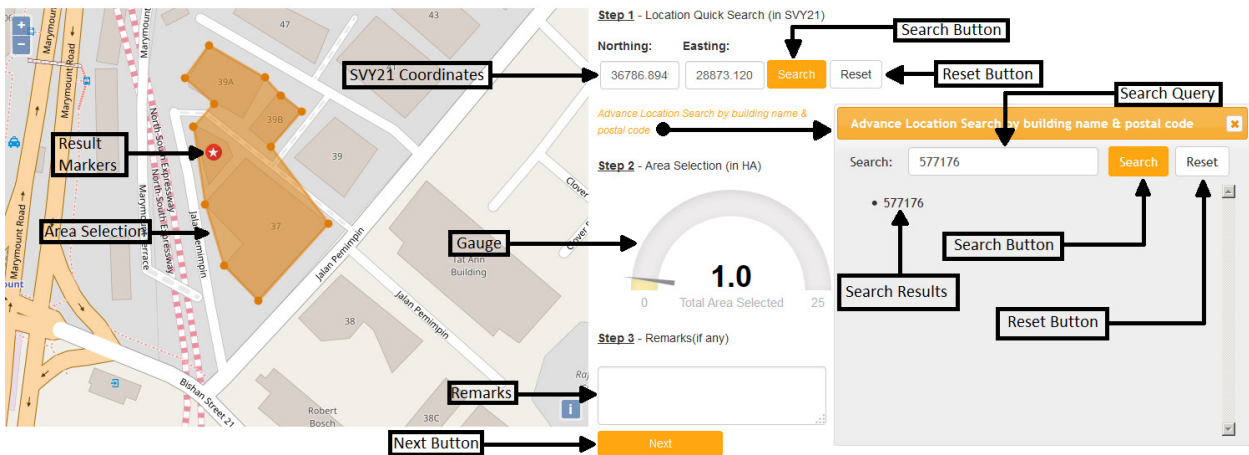 Step 1 - Location Quick Search (in SVY21)
Search Button
Northing:
Easting:
SVY21 Coordinates
36786.894
28873.120
Search
Reset
Reset Button
Search Query
Advance Location Search by building name &
postal code
Advance Location Search by building name & postal code
×
Search:
577176
Search
Reset
• 577176
Search Button
Search Results
Reset Button
Step 2 - Area Selection (in HA)
Gauge
1.0
0
Total Area Selected
25
Step 3 - Remarks(if any)
Remarks
Next Button
Next
+
−
Result
Markers
Area Selection
47
43
41
39A
39B
39
37
38
38C
Marymount Road
Marymount Road
Marymount Road
Marymount
Marymount Terrace
North-South Expressway
North-South Expressway
Jalan Pemimpin
Jalan Pemimpin
Jalan Pemimpin
Clover
Clover
Tat Ann
Building
Bishan Street 21
Robert
Bosch
i